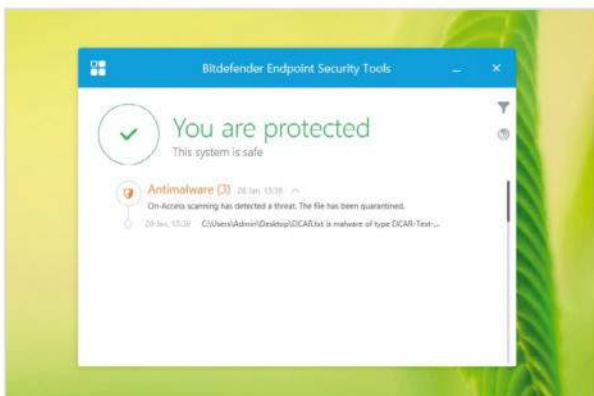 Bitdefender Endpoint Security Tools
You are protected
This system is safe
Antimalware (3) 28 Jan, 13:36
On-Access scanning has detected a threat. The file has been quarantined.
28 Jan, 13:36 C:\Users\Admin\Desktop\EICAR.txt is malware of type EICAR-Test-...